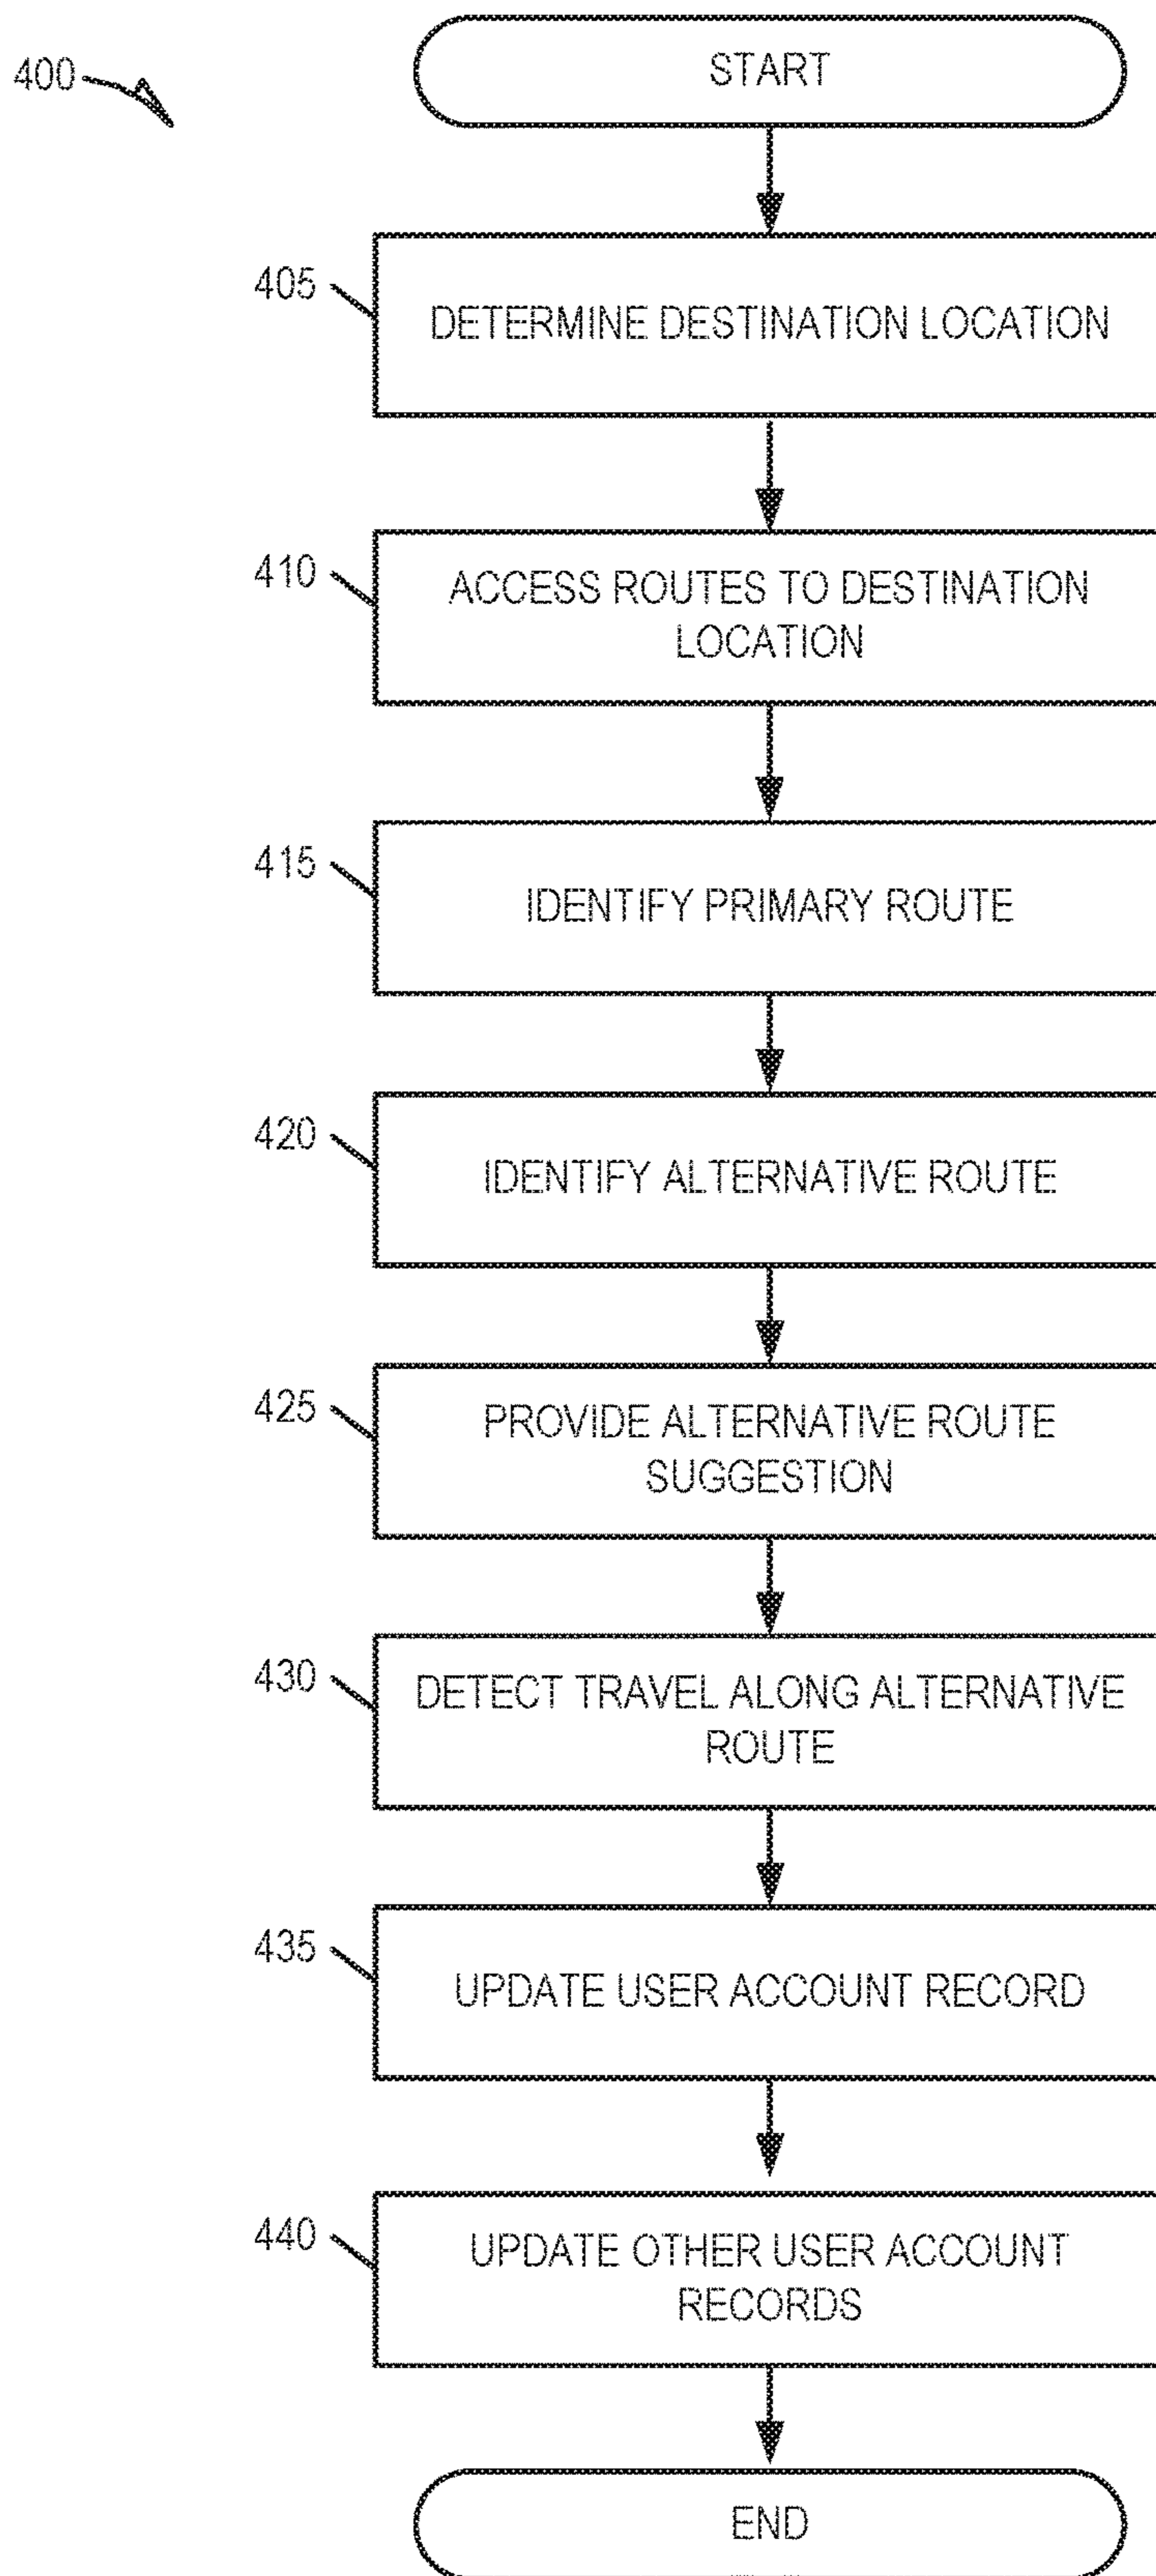 400
START
405
DETERMINE DESTINATION LOCATION
410
ACCESS ROUTES TO DESTINATION
LOCATION
415
IDENTIFY PRIMARY ROUTE
420
IDENTIFY ALTERNATIVE ROUTE
425
PROVIDE ALTERNATIVE ROUTE
SUGGESTION
430
DETECT TRAVEL ALONG ALTERNATIVE
ROUTE
435
UPDATE USER ACCOUNT RECORD
440
UPDATE OTHER USER ACCOUNT
RECORDS
END